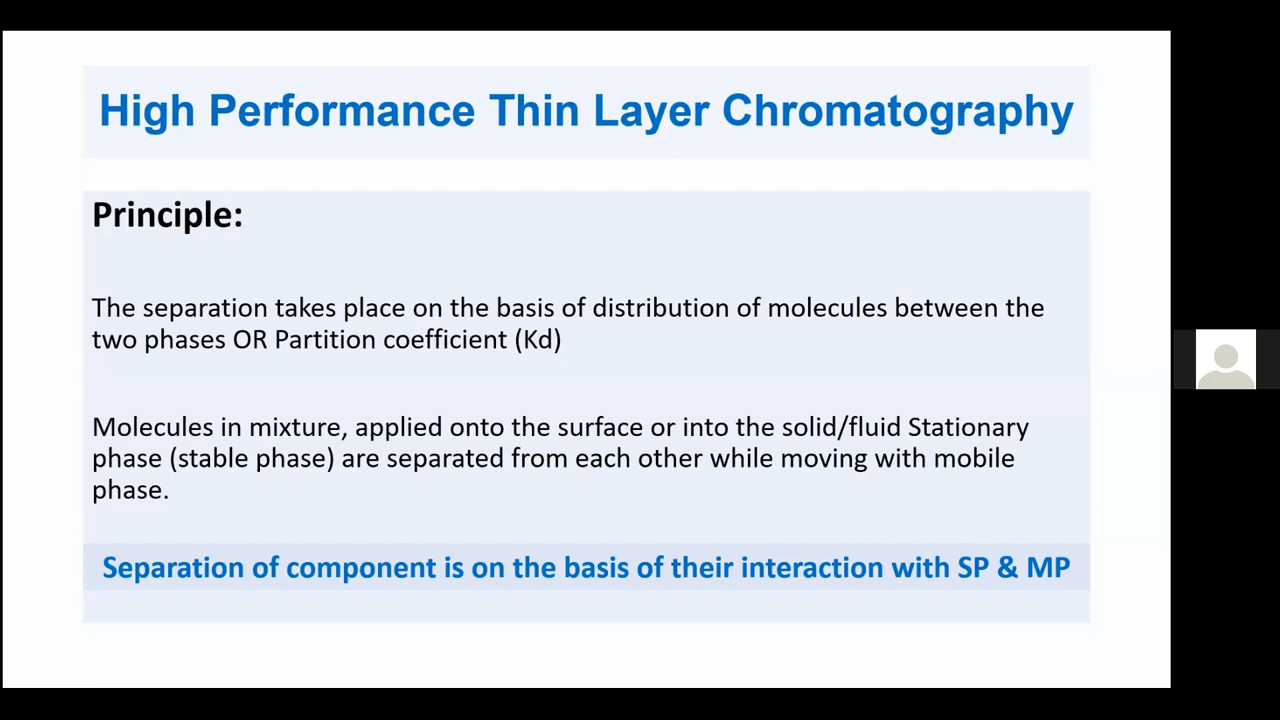 High Performance Thin Layer Chromatography
Principle:
The separation takes place on the basis of distribution of molecules between the
two phases OR Partition coefficient (Kd)
Molecules in mixture, applied onto the surface or into the solid/fluid Stationary
phase (stable phase) are separated from each other while moving with mobile
phase.
Separation of component is on the basis of their interaction with SP & MP